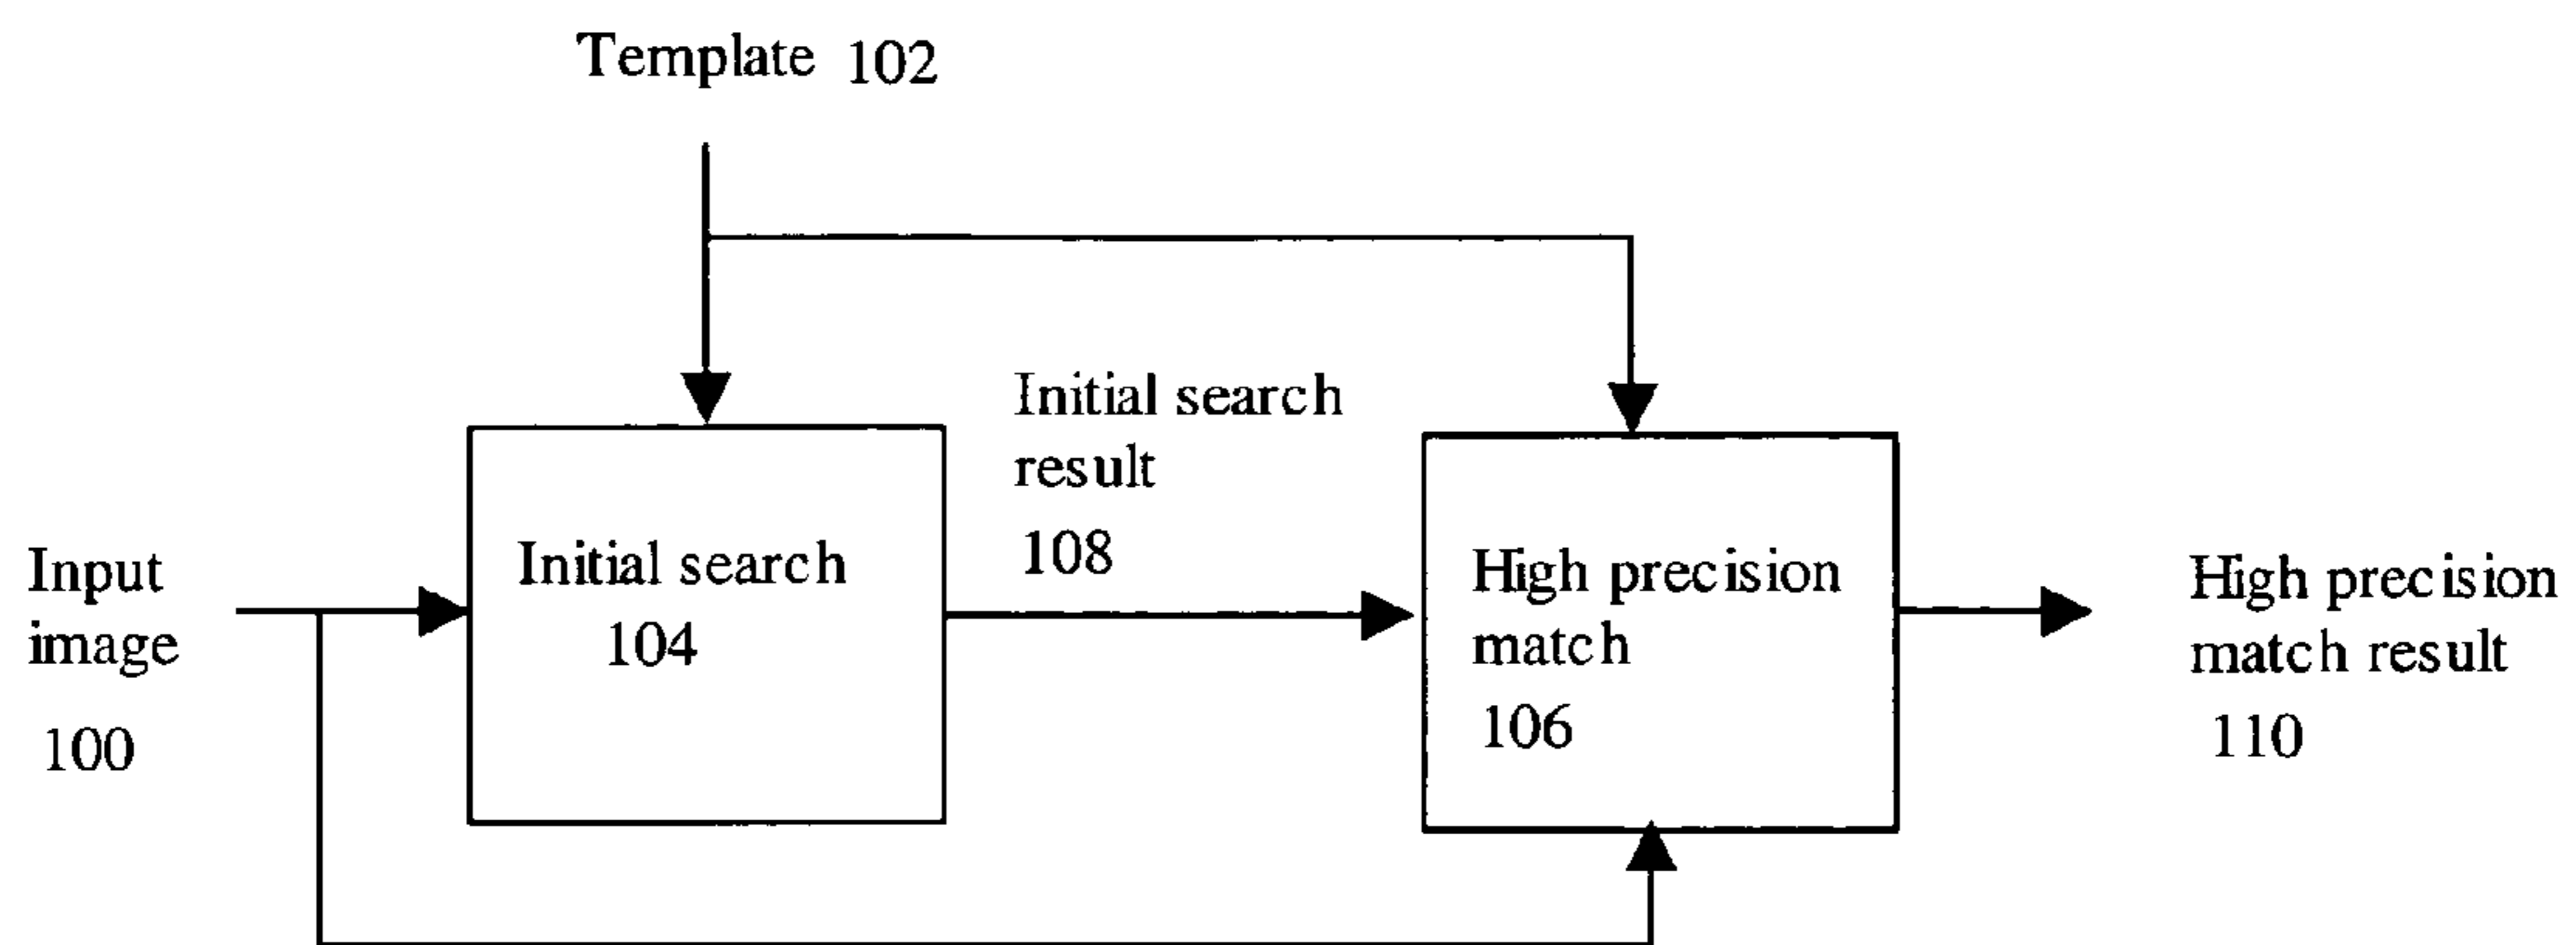 Template 102
Initial search
result
108
Input
image
100
Initial search
104
High precision
match
106
High precision
match result
110